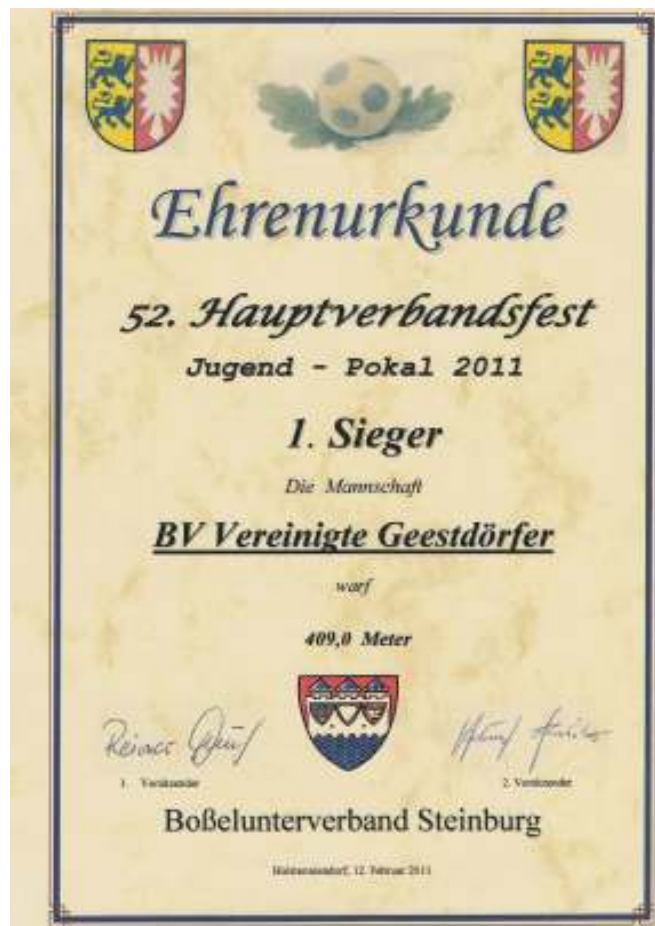 Ehrenurkunde
52. Hauptverbandsfest
Jugend - Pokal 2011
1. Sieger
Die Mannschaft
BV Vereinigte Geestdörfer
warf
409,0 Meter
1. Vorsitzender
2. Vorsitzender
Boßelunterverband Steinburg
12. Februar 2011